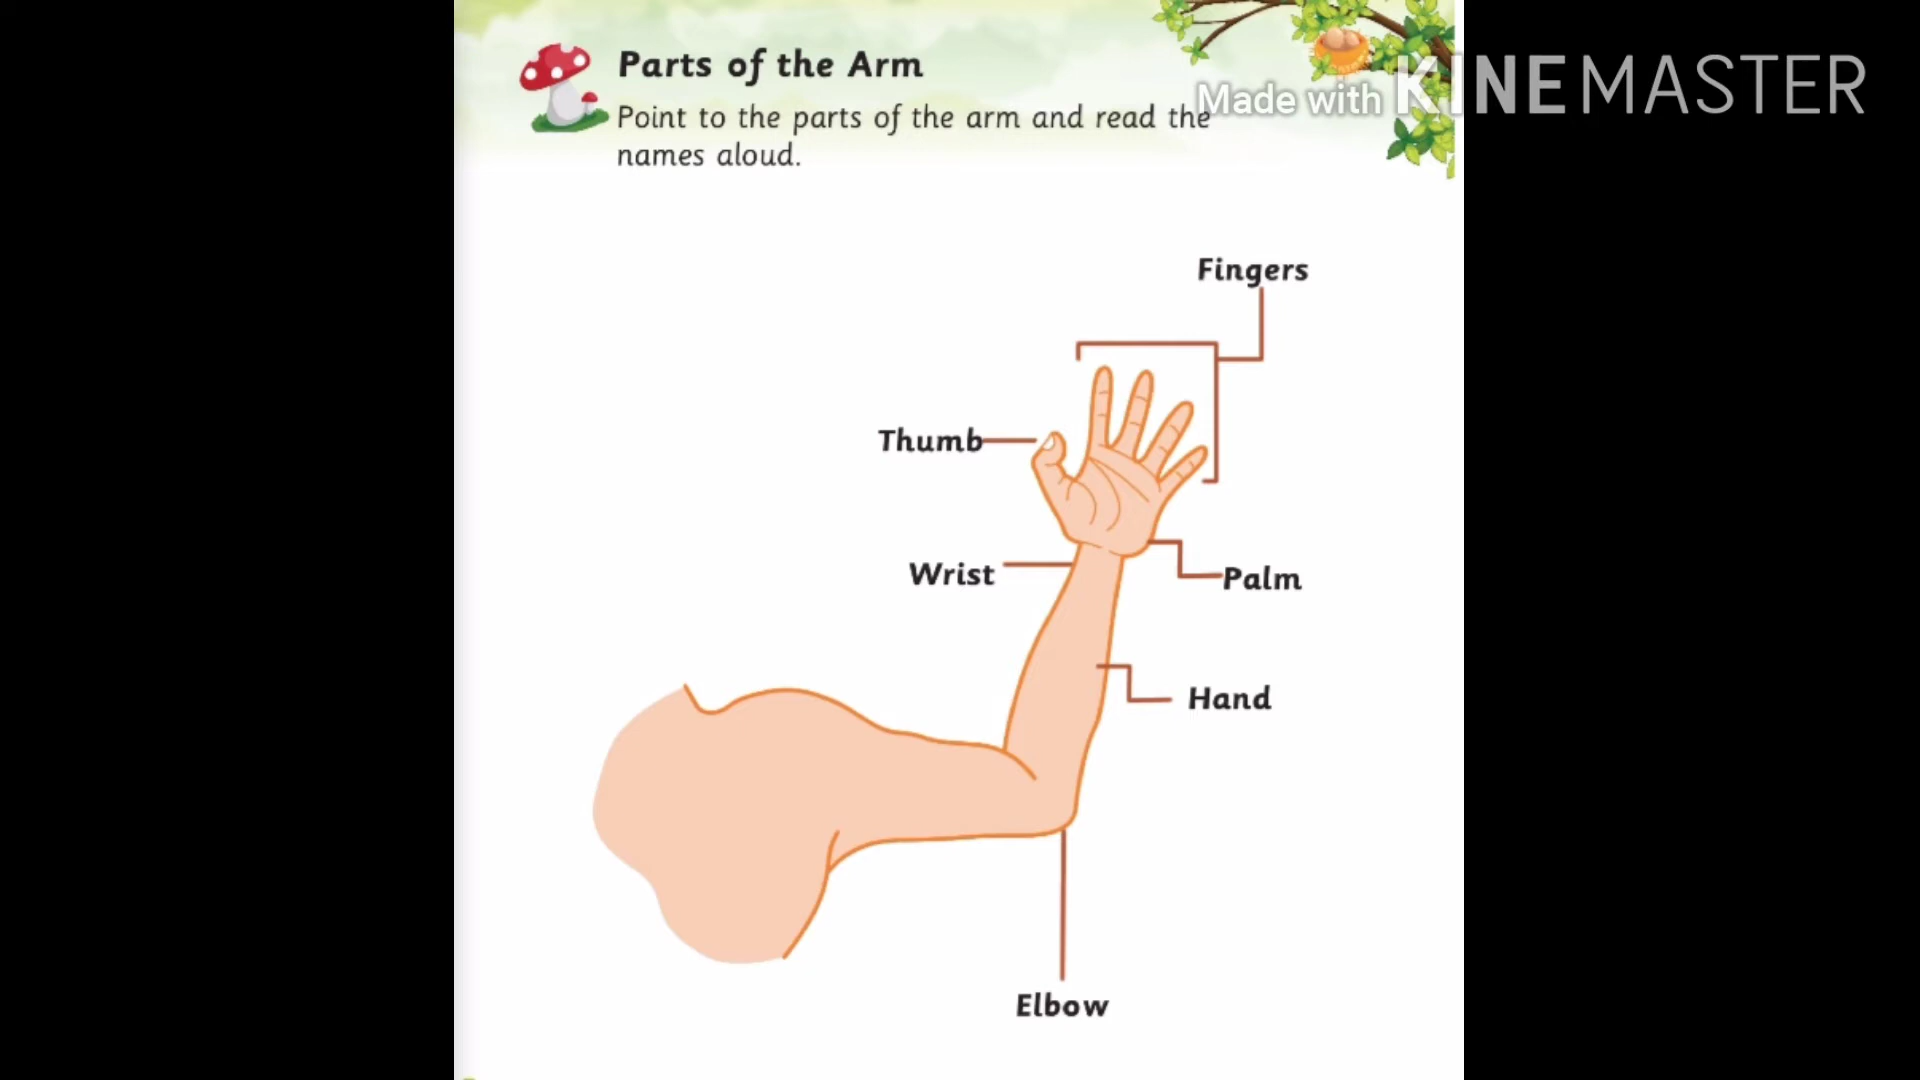 Parts of the Arm
Made with KINEMASTER
Point to the parts of the arm and read the
names aloud.
Fingers
Thumb
Wrist
Palm
Hand
Elbow